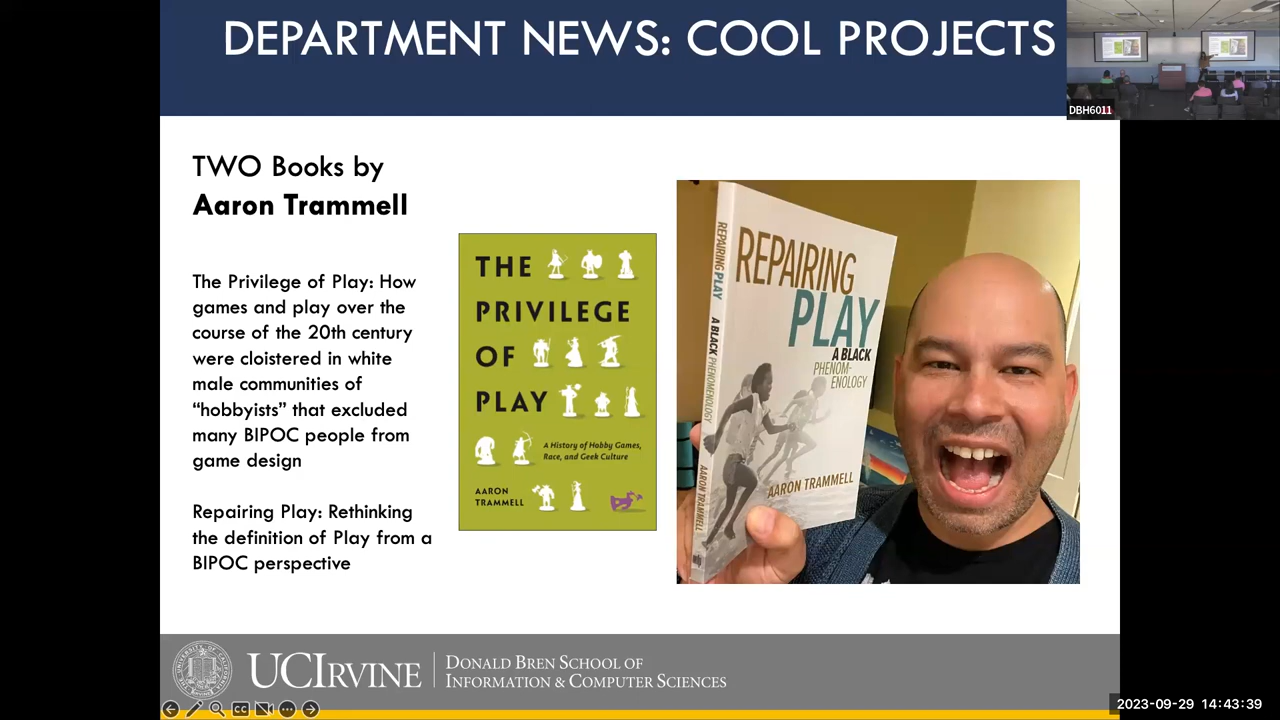 DEPARTMENT NEWS: COOL PROJECTS
DBH6011
TWO Books by
Aaron Trammell
The Privilege of Play: How
games and play over the
course of the 20th century
were cloistered in white
male communities of
“hobbyists” that excluded
many BIPOC people from
game design
Repairing Play: Rethinking
the definition of Play from a
BIPOC perspective
THE
PRIVILEGE
OF
PLAY
A History of Hobby Games,
Race, and Geek Culture
AARON
TRAMMELL
REPAIRING PLAY A BLACK PHENOMENOLOGY AARON TRAMMELL
REPAIRING
PLAY
A BLACK
PHENOM-
ENOLOGY
AARON TRAMMELL
UCIRVINE
DONALD BREN SCHOOL OF
INFORMATION & COMPUTER SCIENCES
CC
2023-09-29 14:43:39